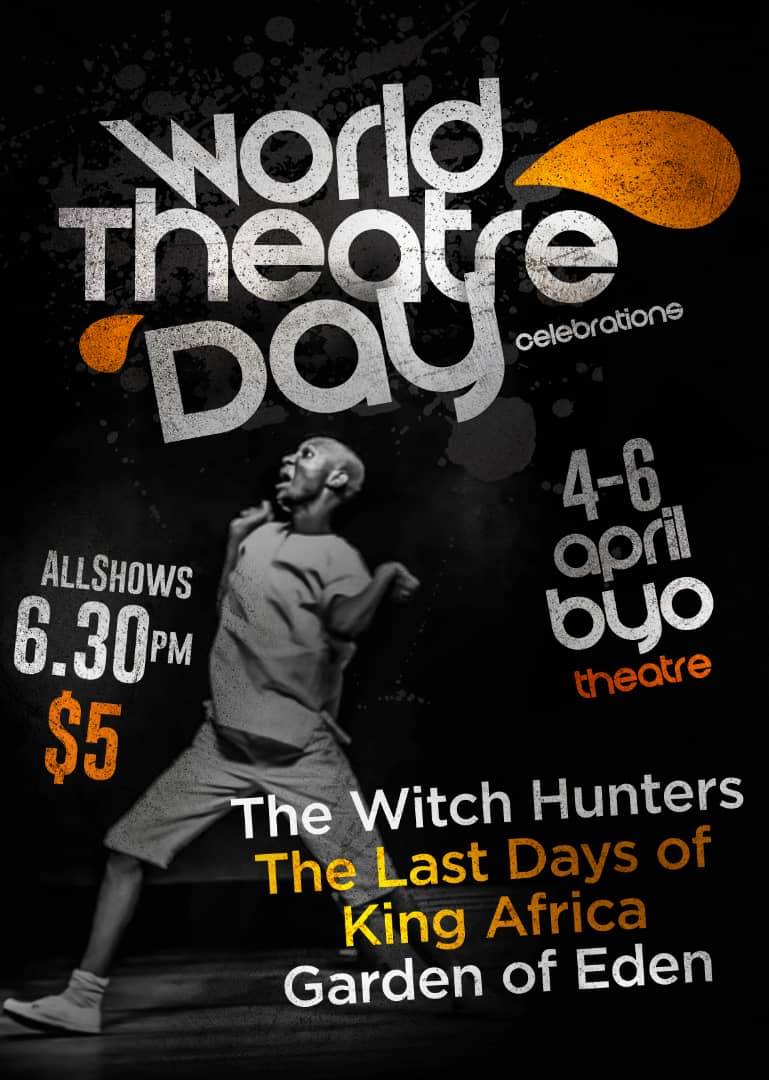 World
Theatre
Day
celebrations
4-6
april
byo
theatre
AllShows
6.30PM
$5
The Witch Hunters
The Last Days of
King Africa
Garden of Eden